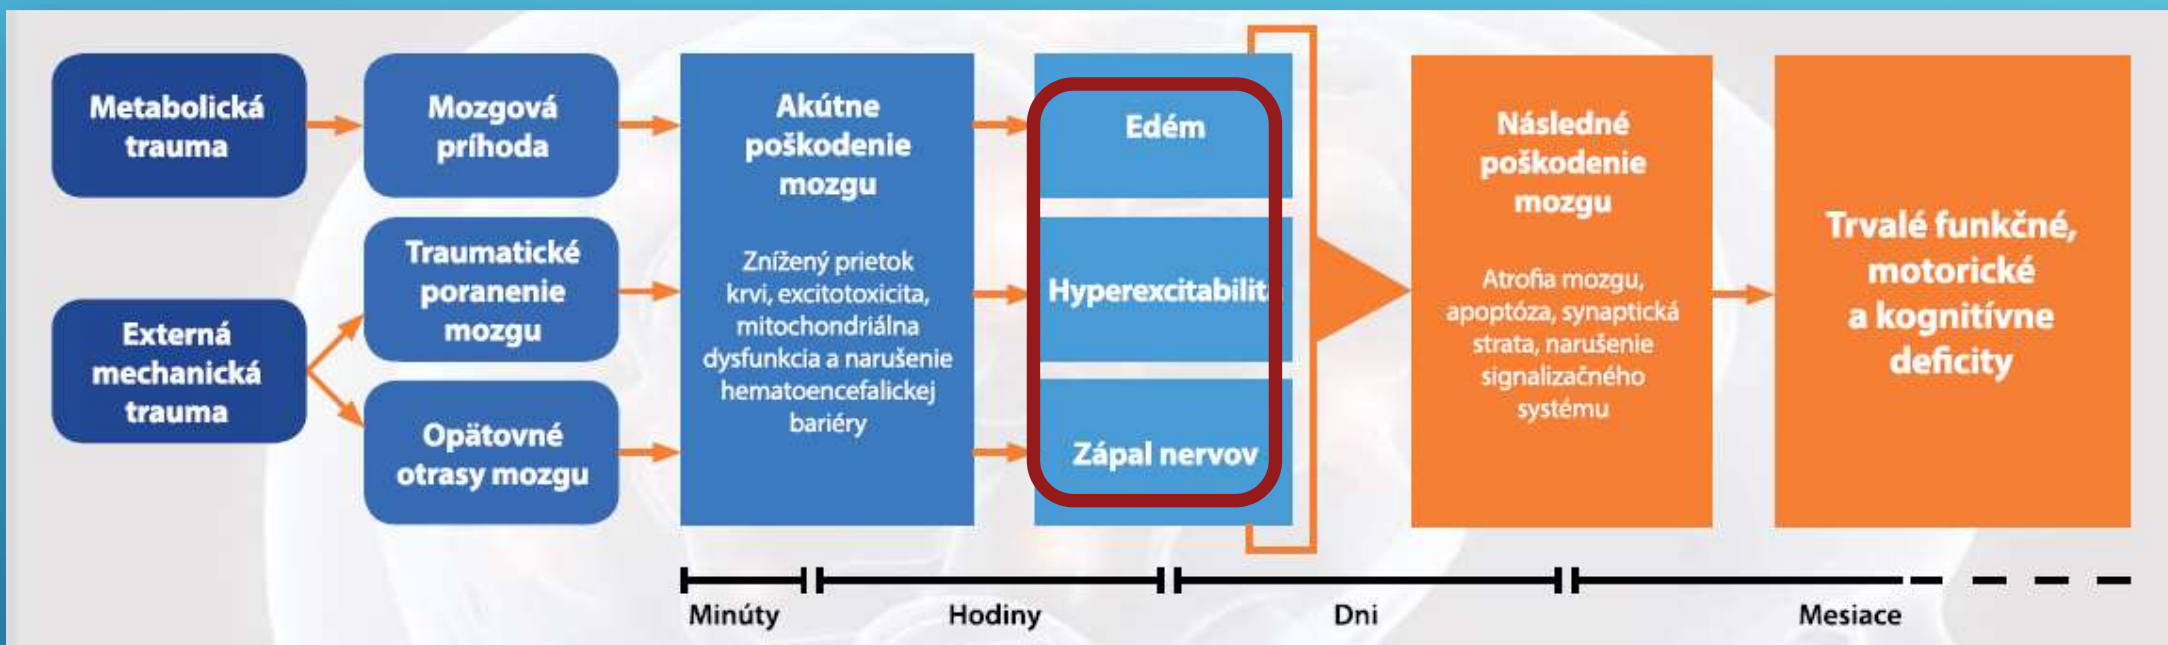 Metabolická
trauma
Externá
mechanická
trauma
Mozgová
príhoda
Traumatické
poranenie
mozgu
Opätovné
otrasy mozgu
Akútne
poškodenie
mozgu
Znížený prietok
krvi, excitotoxicita,
mitochondriálna
dysfunkcia a narušenie
hematoencefalickej
bariéry
Edém
Hyperexcitabilit
Zápal nervov
Následné
poškodenie
mozgu
Atrofia mozgu,
apoptóza, synaptická
strata, narušenie
signalizačného
systému
Trvalé funkčné,
motorické
a kognitívne
deficity
Minúty
Hodiny
Dni
Mesiace